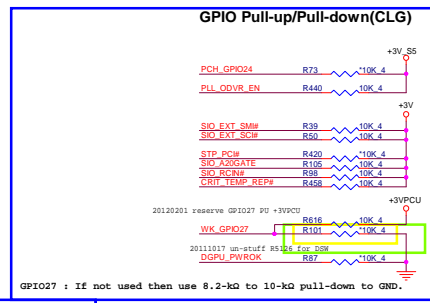 GPIO Pull-up/Pull-down(CLG)
+3V_S5
PCH_GPIO24 R73 *10K_4
PLL_ODVR_EN R440 *10K_4
+3V
SIO_EXT_SMI# R39 *10K_4
SIO_EXT_SCI# R50 *10K_4
STP_PCI# R420 *10K_4
SIO_A20GATE R105 *10K_4
SIO_RCIN# R98 *10K_4
CRIT_TEMP_REP# R458 *10K_4
+3VPCU
20120201 reserve GPIO27 PU +3VPCU
R616 *10K_4
WK_GPIO27 R101 *10K_4
20111017 un-stuff R5126 for DSW
DGPU_PWROK R87 *10K_4
GPIO27 : If not used then use 8.2-kΩ to 10-kΩ pull-down to GND.